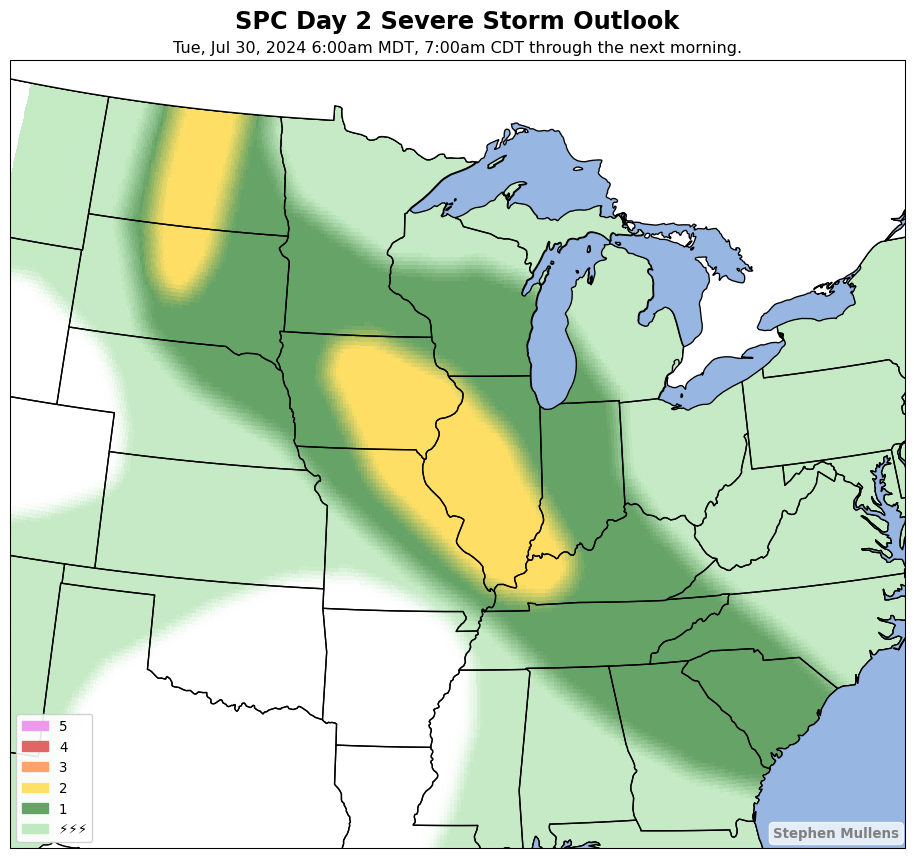 SPC Day 2 Severe Storm Outlook
Tue, Jul 30, 2024 6:00am MDT, 7:00am CDT through the next morning.
5
4
3
2
1
⚡⚡⚡
Stephen Mullens